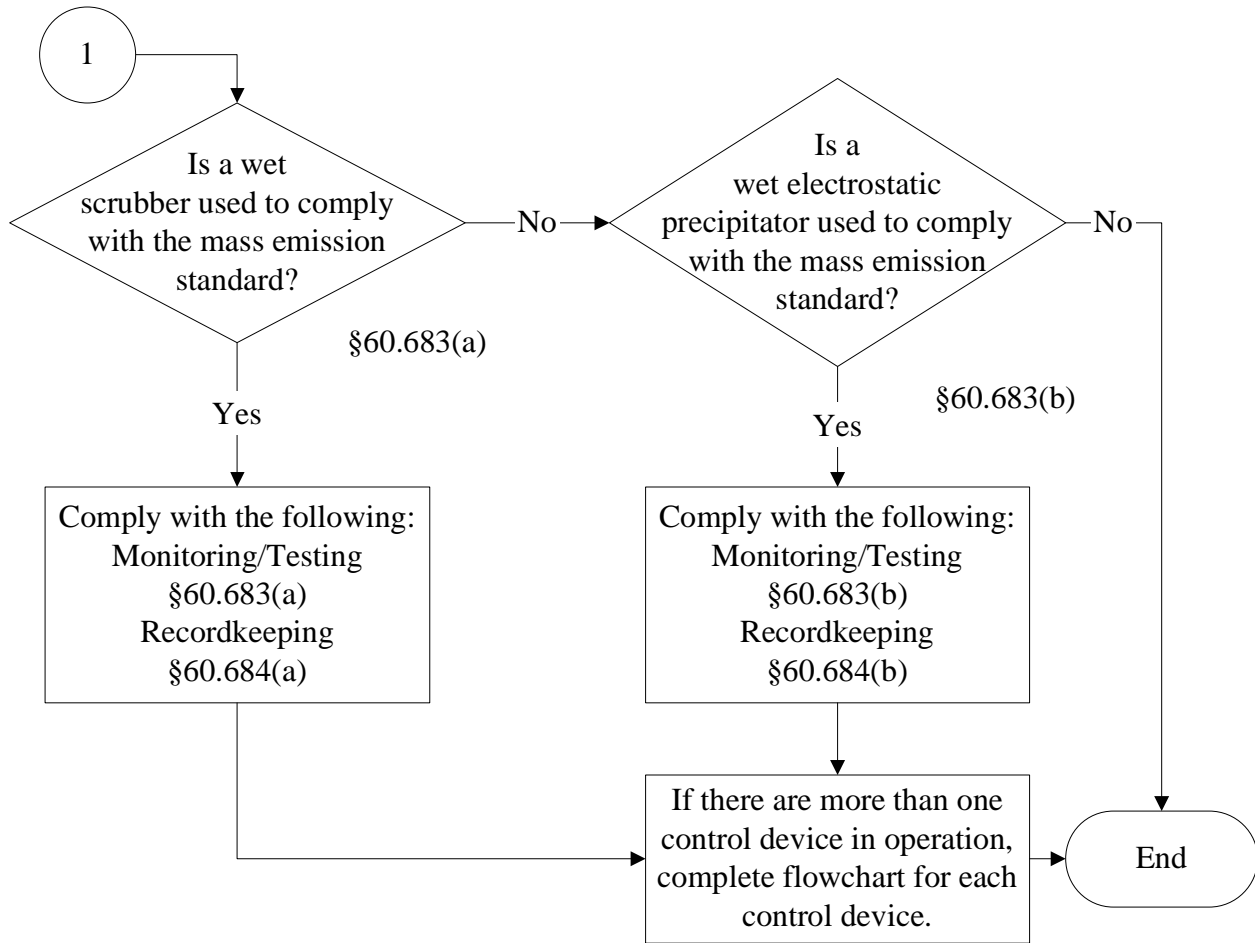 1
Is a wet
scrubber used to comply
with the mass emission
standard?
No
Is a
wet electrostatic
precipitator used to comply
with the mass emission
standard?
No
§60.683(a)
§60.683(b)
Yes
Yes
Comply with the following:
Monitoring/Testing
§60.683(a)
Recordkeeping
§60.684(a)
Comply with the following:
Monitoring/Testing
§60.683(b)
Recordkeeping
§60.684(b)
If there are more than one
control device in operation,
complete flowchart for each
control device.
End